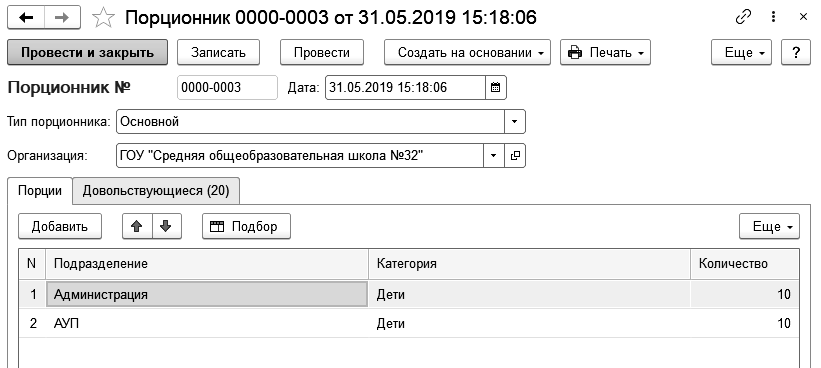 Порционник 0000-0003 от 31.05.2019 15:18:06
Провести и закрыть Записать Провести Создать на основании Печать Еще ?
Порционник № 0000-0003 Дата: 31.05.2019 15:18:06
Тип порционника: Основной
Организация: ГОУ "Средняя общеобразовательная школа №32"
Порции Довольствующиеся (20)
Добавить Подбор Еще
N Подразделение Категория Количество
1 Администрация Дети 10
2 АУП Дети 10